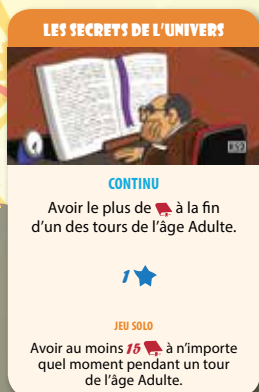 LES SECRETS DE L'UNIVERS
CONTINU
Avoir le plus de à la fin
d'un des tours de l'âge Adulte.
1
JEU SOLO
Avoir au moins 15 à n'importe
quel moment pendant un tour
de l'âge Adulte.